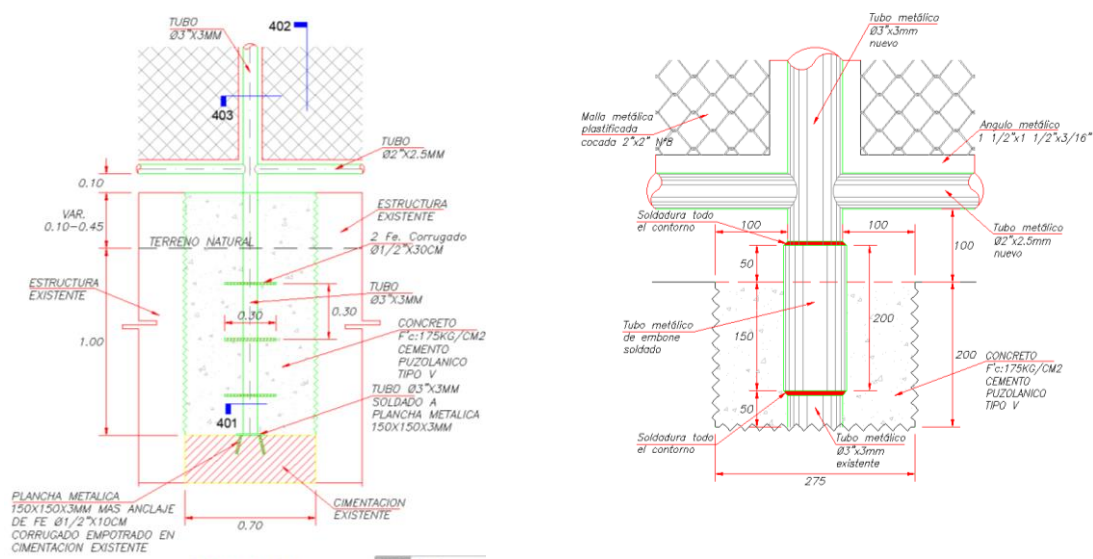 TUBO
Ø3"X3MM
402
403
TUBO
Ø2"X2.5MM
0.10
VAR.
0.10-0.45
ESTRUCTURA
EXISTENTE
TERRENO NATURAL
2 Fe. Corrugado
Ø1/2"X30CM
ESTRUCTURA
EXISTENTE
TUBO
Ø3"X3MM
0.30
0.30
1.00
CONCRETO
F'c:175KG/CM2
CEMENTO
PUZOLANICO
TIPO V
TUBO Ø3"X3MM
SOLDADO A
PLANCHA METALICA
150X150X3MM
401
PLANCHA METALICA
150X150X3MM MAS ANCLAJE
DE FE Ø1/2"X10CM
CORRUGADO EMPOTRADO EN
CIMENTACION EXISTENTE
CIMENTACION
EXISTENTE
0.70
Tubo metálico
Ø3"x3mm
nuevo
Malla metálica
plastificada
cocada 2"x2" N°8
Angulo metálico
1 1/2"x1 1/2"x3/16"
Soldadura todo
el contorno
100
100
100
Tubo metálico
Ø2"x2.5mm
nuevo
50
Tubo metálico
de embone
soldado
150
200
200
CONCRETO
F'c:175KG/CM2
CEMENTO
PUZOLANICO
TIPO V
50
Soldadura todo
el contorno
Tubo metálico
Ø3"x3mm
existente
275